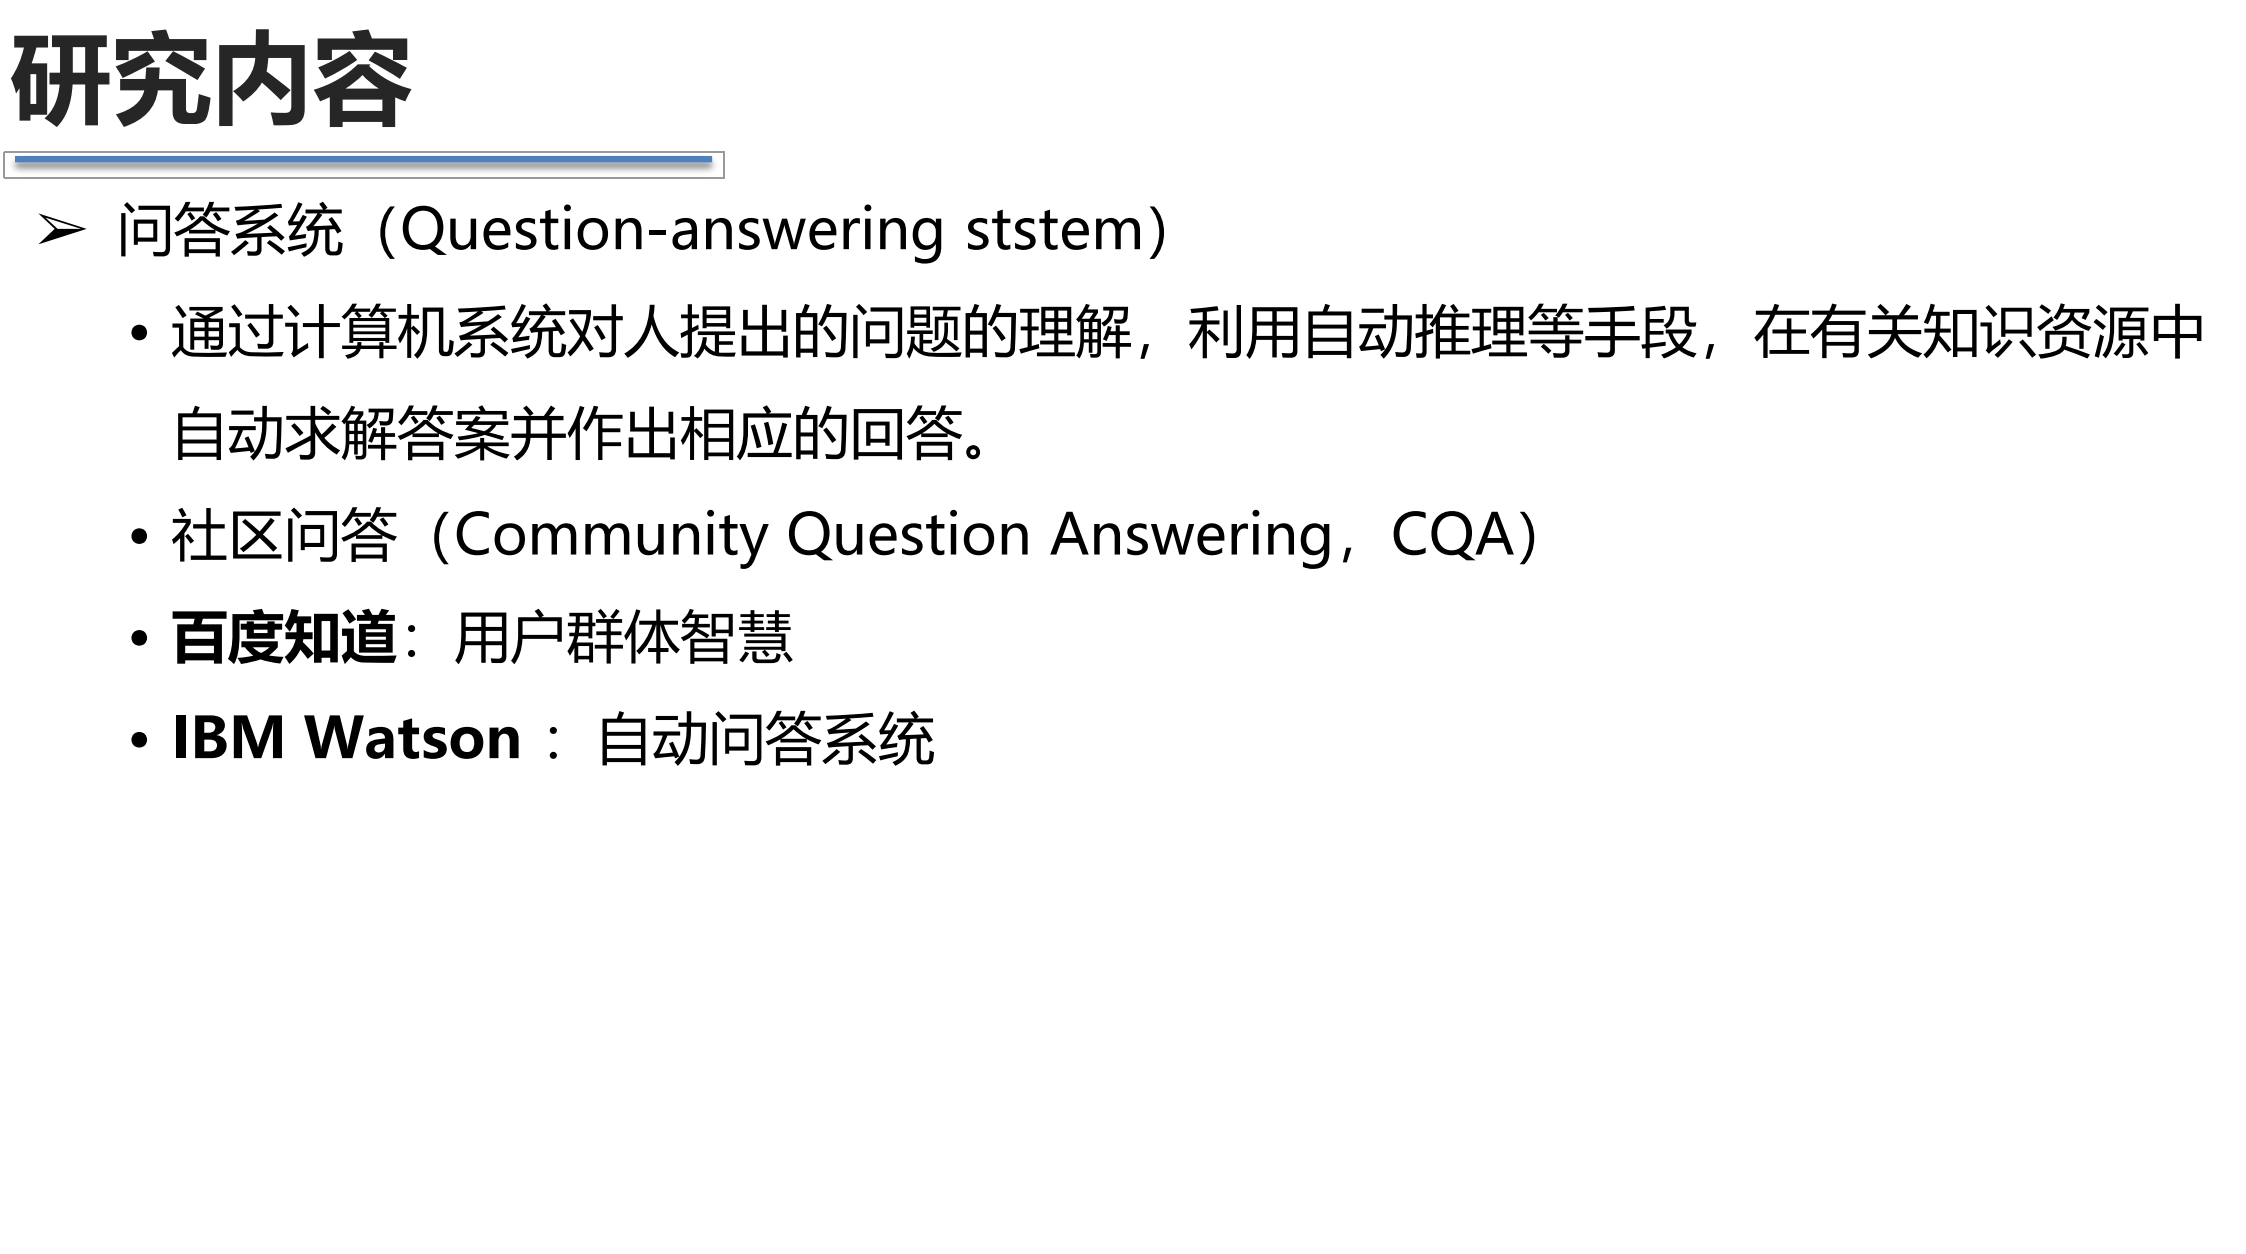 研究内容
➢ 问答系统（Question-answering ststem）
• 通过计算机系统对人提出的问题的理解，利用自动推理等手段，在有关知识资源中
自动求解答案并作出相应的回答。
• 社区问答（Community Question Answering，CQA）
• 百度知道：用户群体智慧
• IBM Watson ：自动问答系统